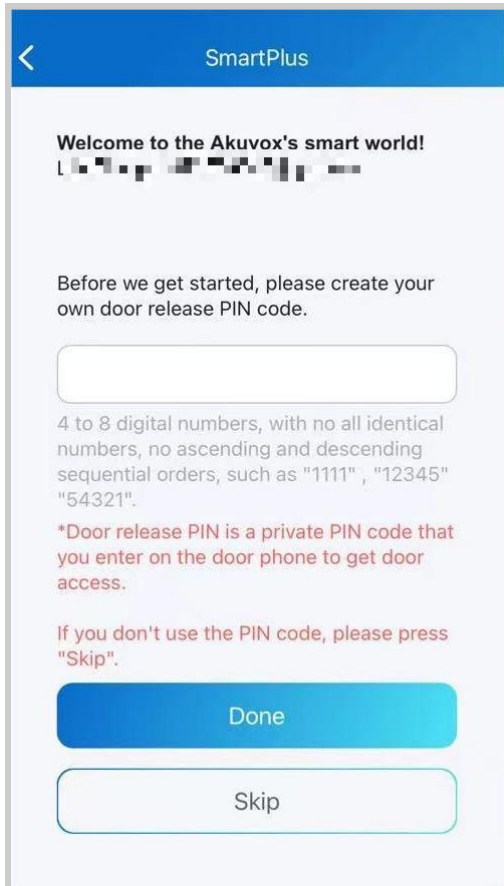 SmartPlus
Welcome to the Akuvox's smart world!
Before we get started, please create your
own door release PIN code.
4 to 8 digital numbers, with no all identical
numbers, no ascending and descending
sequential orders, such as "1111" , "12345"
"54321".
*Door release PIN is a private PIN code that
you enter on the door phone to get door
access.
If you don't use the PIN code, please press
"Skip".
Done
Skip